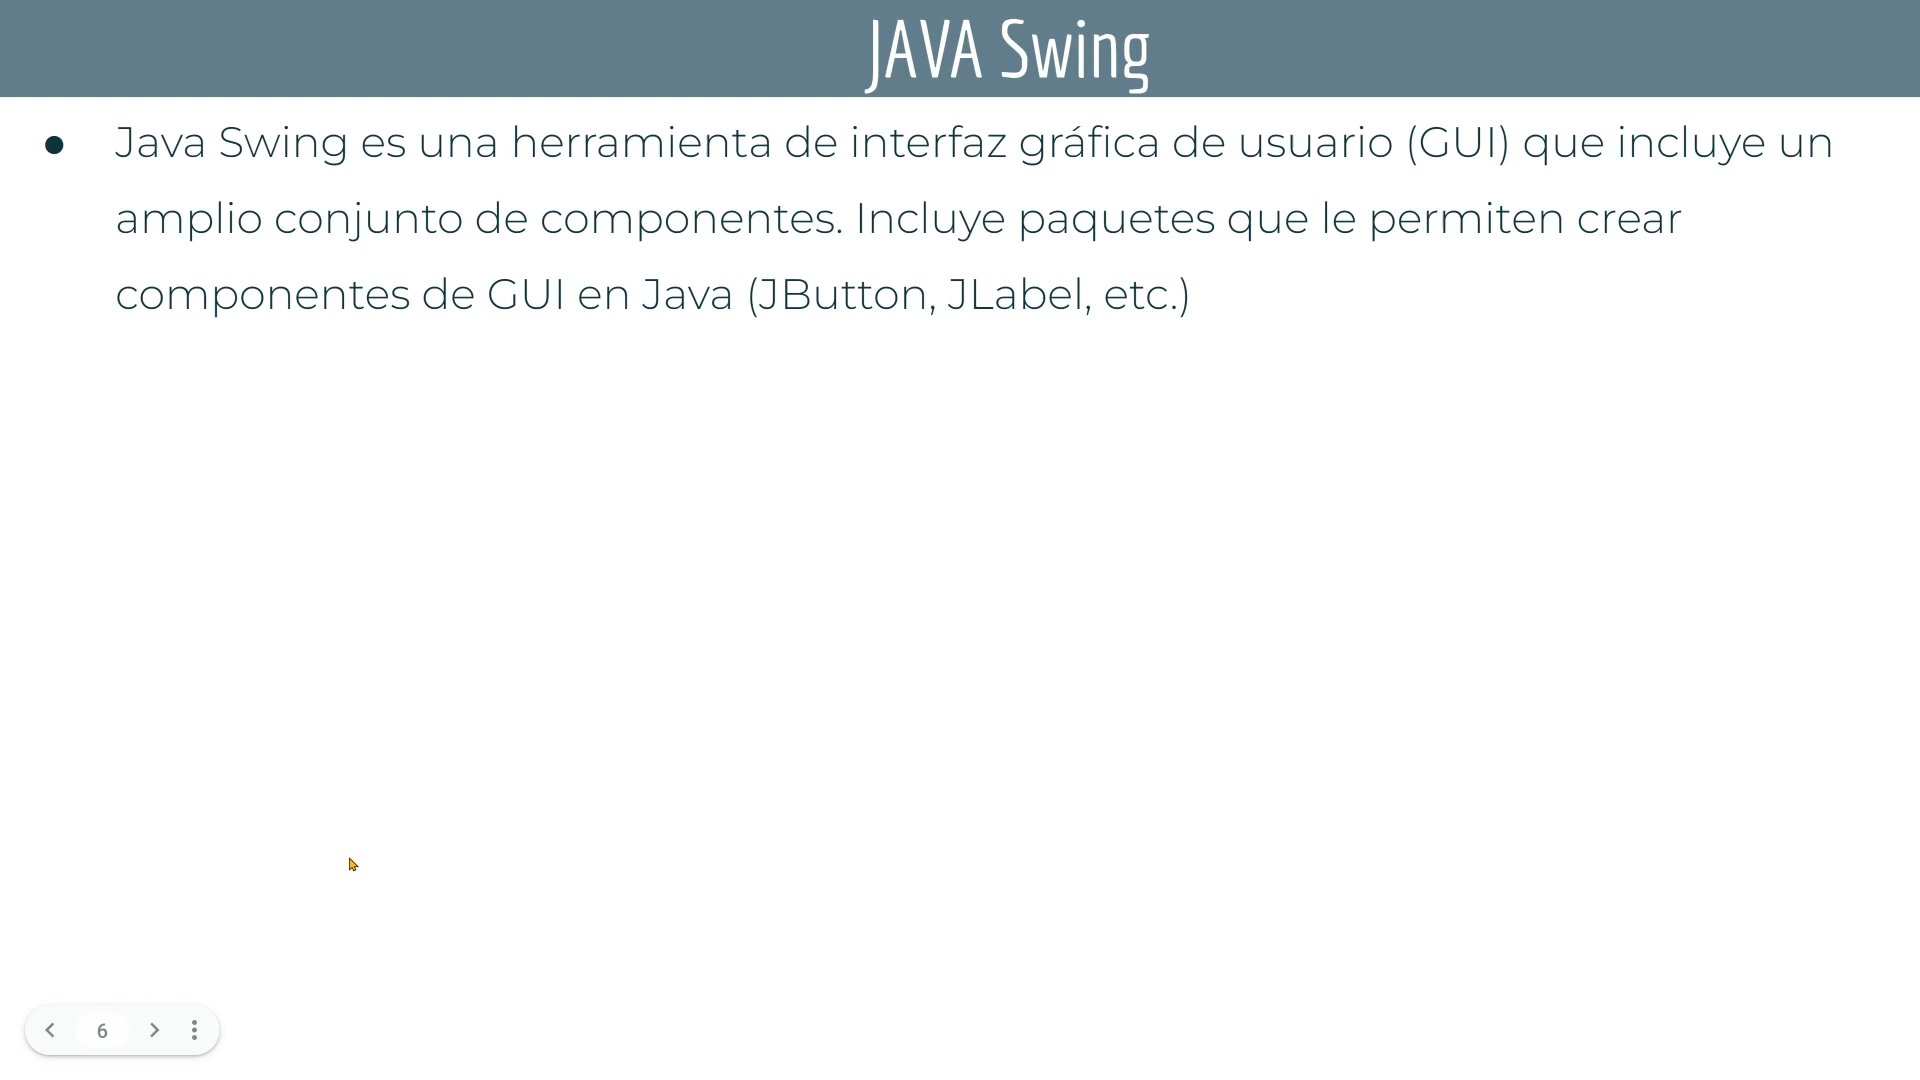 JAVA Swing
● Java Swing es una herramienta de interfaz gráfica de usuario (GUI) que incluye un
amplio conjunto de componentes. Incluye paquetes que le permiten crear
componentes de GUI en Java (JButton, JLabel, etc.)
6